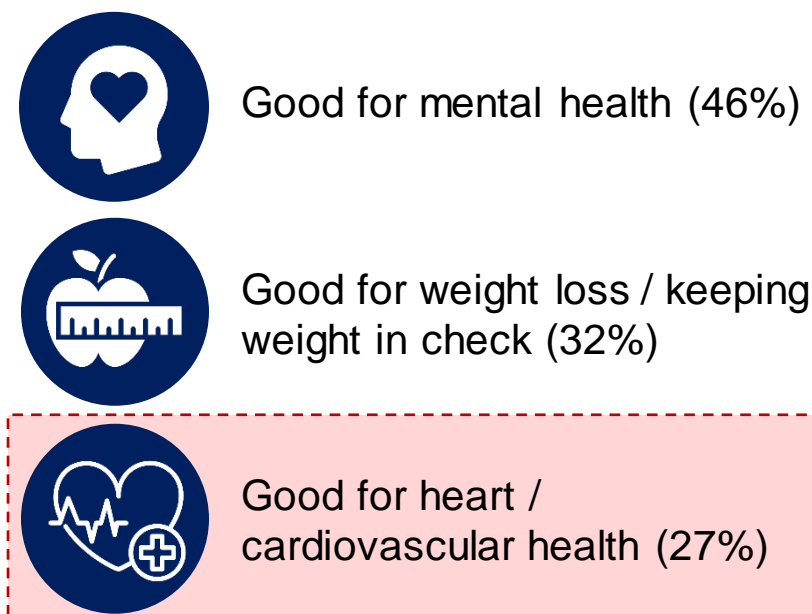 Good for mental health (46%)
Good for weight loss / keeping
weight in check (32%)
Good for heart /
cardiovascular health (27%)